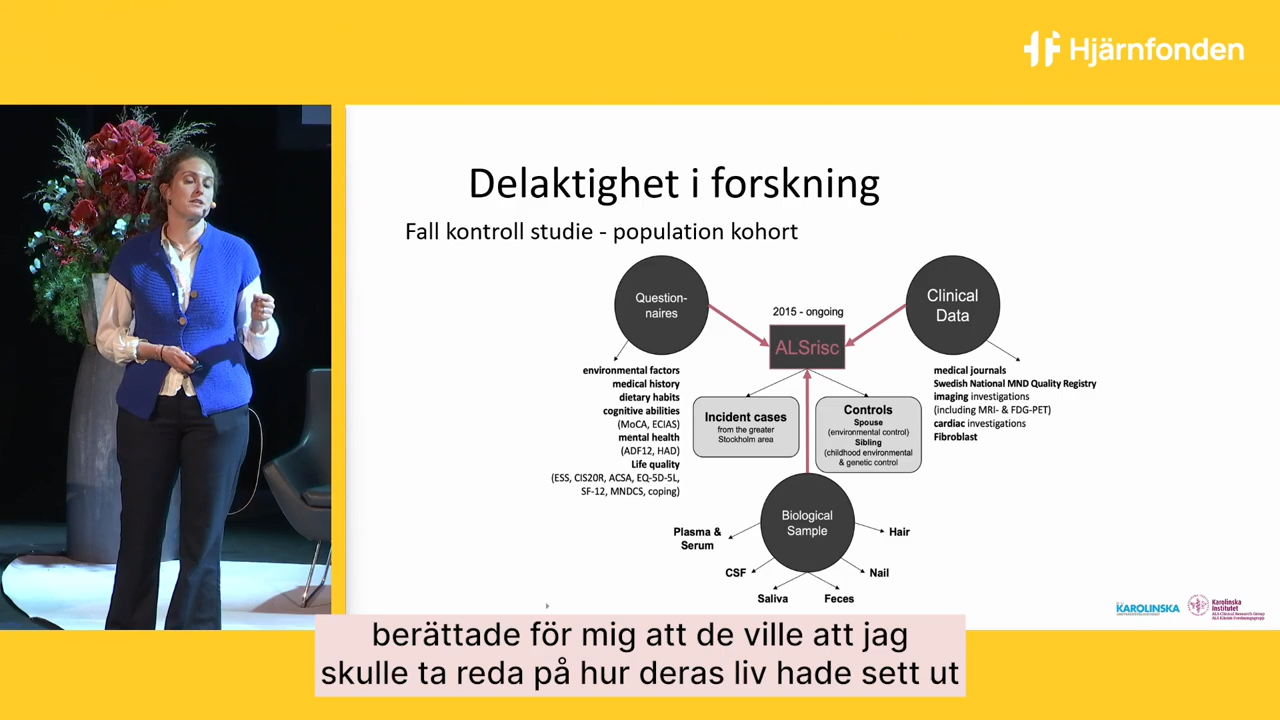 Hjärnfonden
Delaktighet i forskning
Fall kontroll studie - population kohort
Question-
naires
2015 - ongoing
ALSrisc
Clinical
Data
environmental factors
medical history
dietary habits
cognitive abilities
(MoCA, ECIAS)
mental health
(ADF12, HAD)
Life quality
(ESS, CIS20R, ACSA, EQ-5D-5L,
SF-12, MNDCS, coping)
Incident cases
from the greater
Stockholm area
Controls
Spouse
(environmental control)
Sibling
(childhood environmental
& genetic control
medical journals
Swedish National MND Quality Registry
imaging investigations
(including MRI- & FDG-PET)
cardiac investigations
Fibroblast
Biological
Sample
Plasma &
Serum
CSF
Saliva
Feces
Nail
Hair
KAROLINSKA
Karolinska
Institutet
berättade för mig att de ville att jag
skulle ta reda på hur deras liv hade sett ut